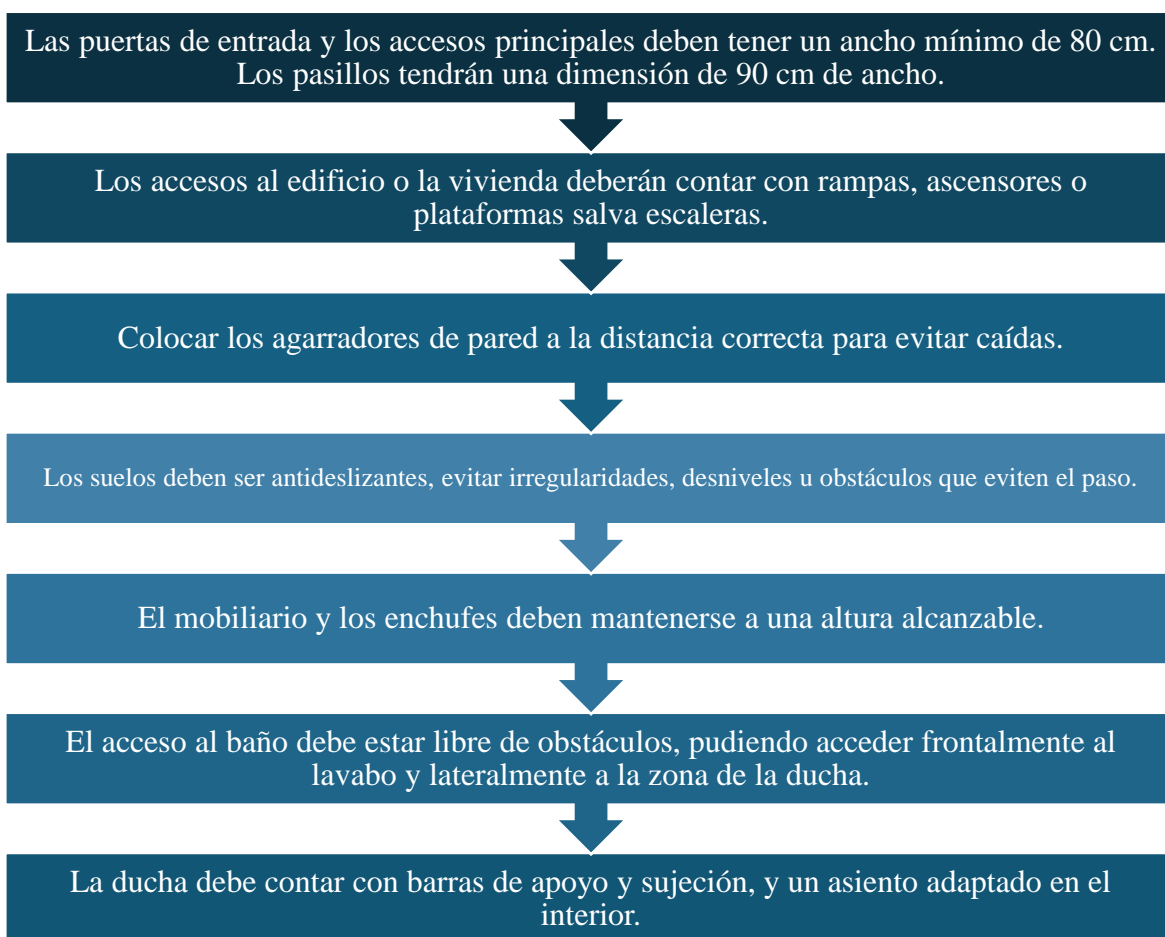 Las puertas de entrada y los accesos principales deben tener un ancho mínimo de 80 cm.
Los pasillos tendrán una dimensión de 90 cm de ancho.
Los accesos al edificio o la vivienda deberán contar con rampas, ascensores o
plataformas salva escaleras.
Colocar los agarradores de pared a la distancia correcta para evitar caídas.
Los suelos deben ser antideslizantes, evitar irregularidades, desniveles u obstáculos que eviten el paso.
El mobiliario y los enchufes deben mantenerse a una altura alcanzable.
El acceso al baño debe estar libre de obstáculos, pudiendo acceder frontalmente al
lavabo y lateralmente a la zona de la ducha.
La ducha debe contar con barras de apoyo y sujeción, y un asiento adaptado en el
interior.